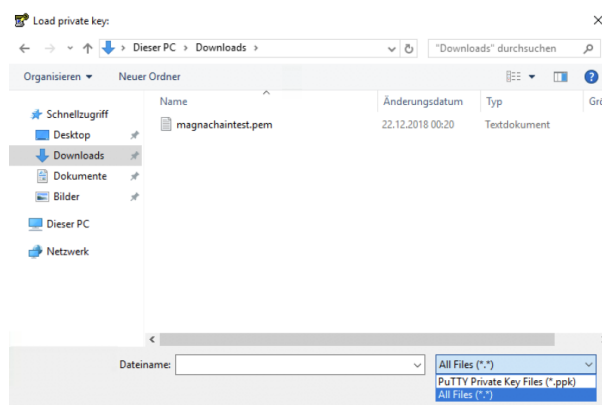 Load private key:
Dieser PC > Downloads >
"Downloads" durchsuchen
Organisieren
Neuer Ordner
Name
Änderungsdatum
Typ
Grö
Schnellzugriff
Desktop
Downloads
Dokumente
Bilder
Dieser PC
Netzwerk
magnachaintest.pem
22.12.2018 00:20
Textdokument
Dateiname:
All Files (*.*)
PuTTY Private Key Files (*.ppk)
All Files (*.*)